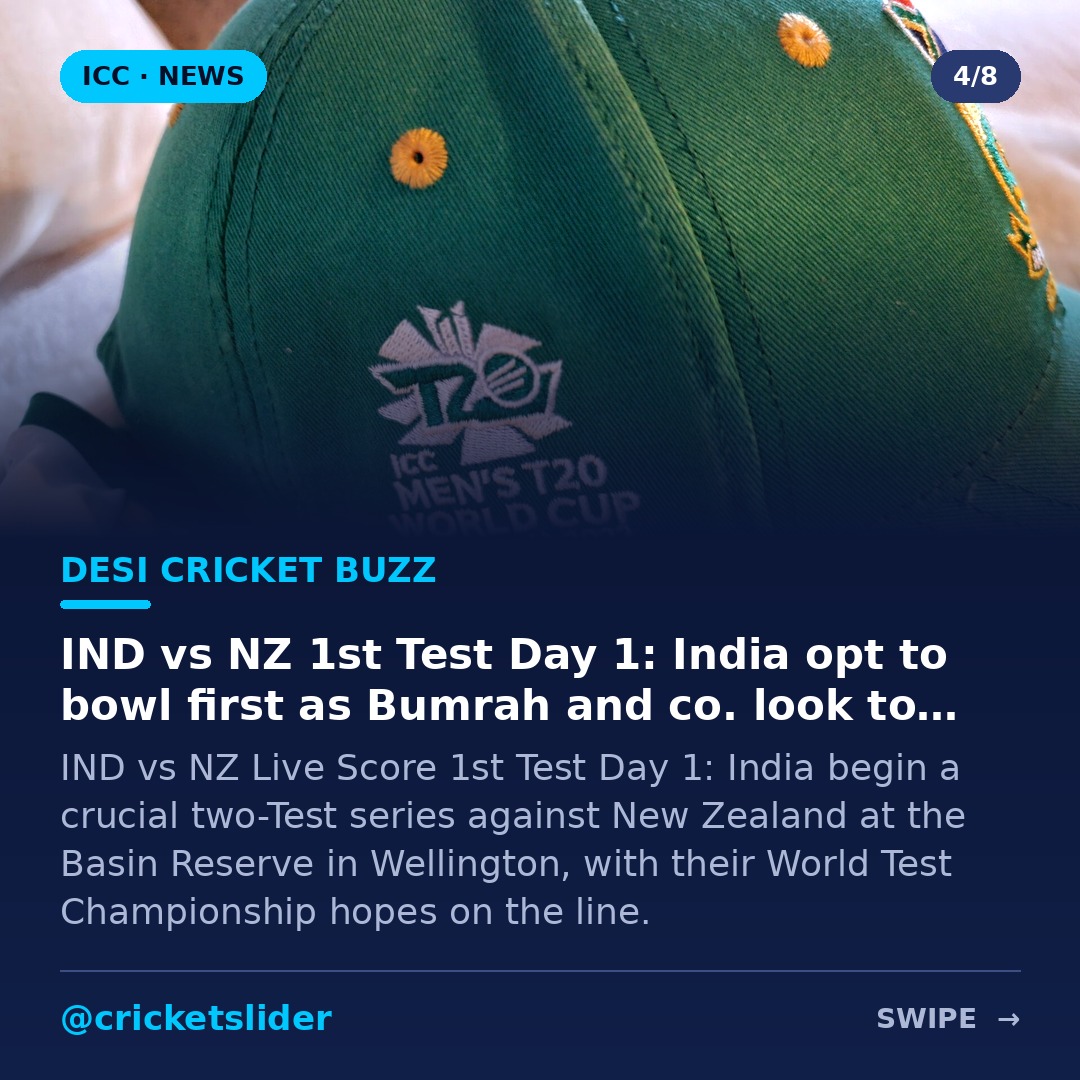 ICC · NEWS
4/8
T20
ICC
MEN'S T20
WORLD CUP
DESI CRICKET BUZZ
IND vs NZ 1st Test Day 1: India opt to
bowl first as Bumrah and co. look to…
IND vs NZ Live Score 1st Test Day 1: India begin a
crucial two-Test series against New Zealand at the
Basin Reserve in Wellington, with their World Test
Championship hopes on the line.
@cricketslider
SWIPE →